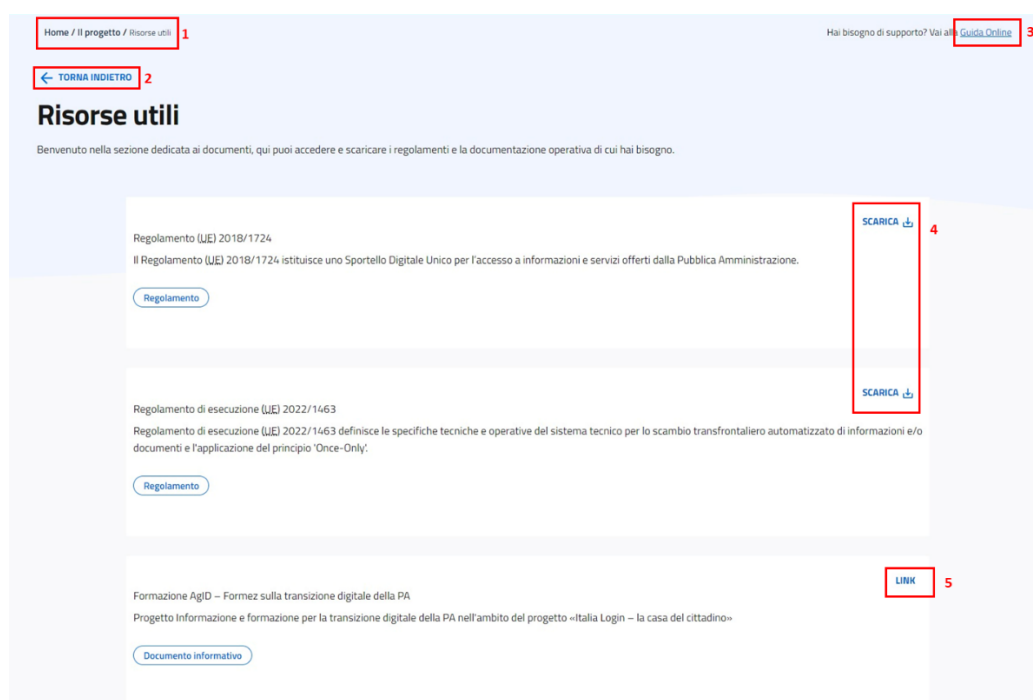 Home / Il progetto / Risorse utili 1
Hai bisogno di supporto? Vai alla Guida Online 3
← TORNA INDIETRO 2
Risorse utili
Benvenuto nella sezione dedicata ai documenti, qui puoi accedere e scaricare i regolamenti e la documentazione operativa di cui hai bisogno.
SCARICA 4
Regolamento (UE) 2018/1724
Il Regolamento (UE) 2018/1724 istituisce uno Sportello Digitale Unico per l'accesso a informazioni e servizi offerti dalla Pubblica Amministrazione.
Regolamento
SCARICA
Regolamento di esecuzione (UE) 2022/1463
Regolamento di esecuzione (UE) 2022/1463 definisce le specifiche tecniche e operative del sistema tecnico per lo scambio transfrontaliero automatizzato di informazioni e/o
documenti e l'applicazione del principio 'Once-Only'.
Regolamento
LINK 5
Formazione AgID – Formez sulla transizione digitale della PA
Progetto Informazione e formazione per la transizione digitale della PA nell'ambito del progetto «Italia Login – la casa del cittadino»
Documento informativo